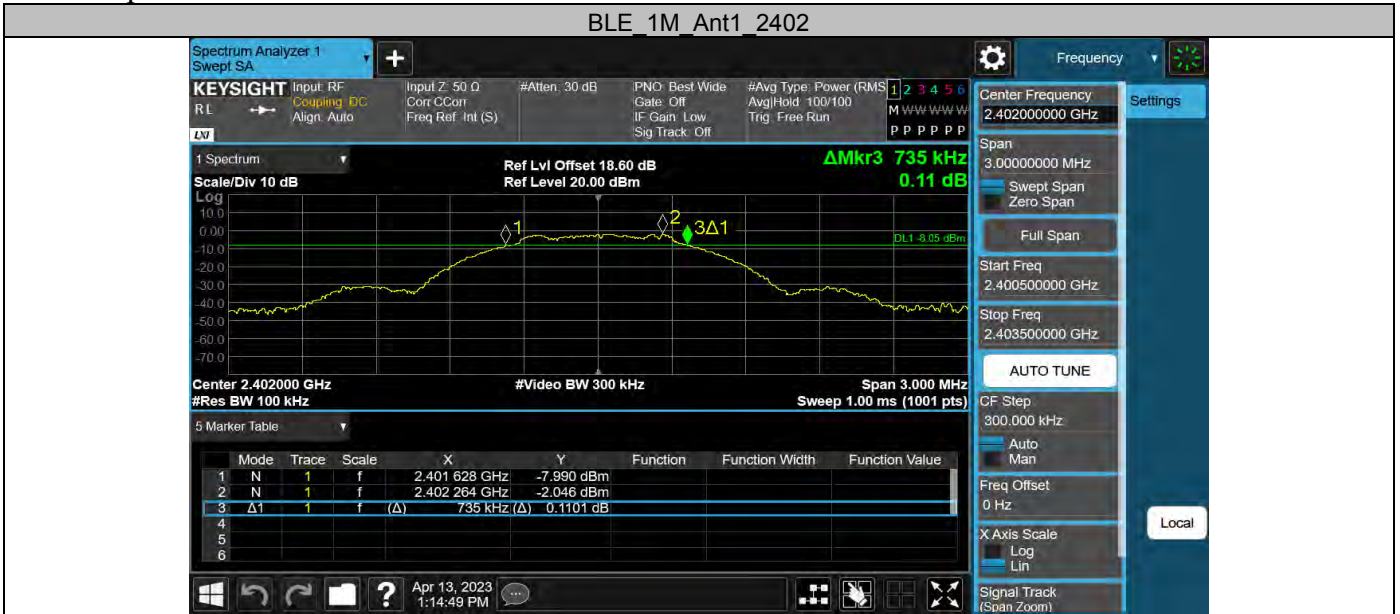 BLE_1M_Ant1_2402
Spectrum Analyzer 1
Swept SA
+
Frequency
KEYSIGHT
R L
LXI
Input: RF
Coupling: DC
Align: Auto
Input Z: 50 Ω
Corr CCorr
Freq Ref: Int (S)
#Atten: 30 dB
PNO: Best Wide
Gate: Off
IF Gain: Low
Sig Track: Off
#Avg Type: Power (RMS
Avg|Hold: 100/100
Trig: Free Run
1 2 3 4 5 6
M W W W W W
P P P P P P
1 Spectrum
Scale/Div 10 dB
Ref Lvl Offset 18.60 dB
Ref Level 20.00 dBm
ΔMkr3 735 kHz
0.11 dB
Log
10.0
0.00
-10.0
-20.0
-30.0
-40.0
-50.0
-60.0
-70.0
1
2
3Δ1
DL1 -8.05 dBm
Center 2.402000 GHz
#Res BW 100 kHz
#Video BW 300 kHz
Span 3.000 MHz
Sweep 1.00 ms (1001 pts)
5 Marker Table
Mode Trace Scale X Y Function Function Width Function Value
1 N 1 f 2.401 628 GHz -7.990 dBm
2 N 1 f 2.402 264 GHz -2.046 dBm
3 Δ1 1 f (Δ) 735 kHz (Δ) 0.1101 dB
4
5
6
?
Apr 13, 2023
1:14:49 PM
Center Frequency
2.402000000 GHz
Settings
Span
3.00000000 MHz
Swept Span
Zero Span
Full Span
Start Freq
2.400500000 GHz
Stop Freq
2.403500000 GHz
AUTO TUNE
CF Step
300.000 kHz
Auto
Man
Freq Offset
0 Hz
Local
X Axis Scale
Log
Lin
Signal Track
(Span Zoom)